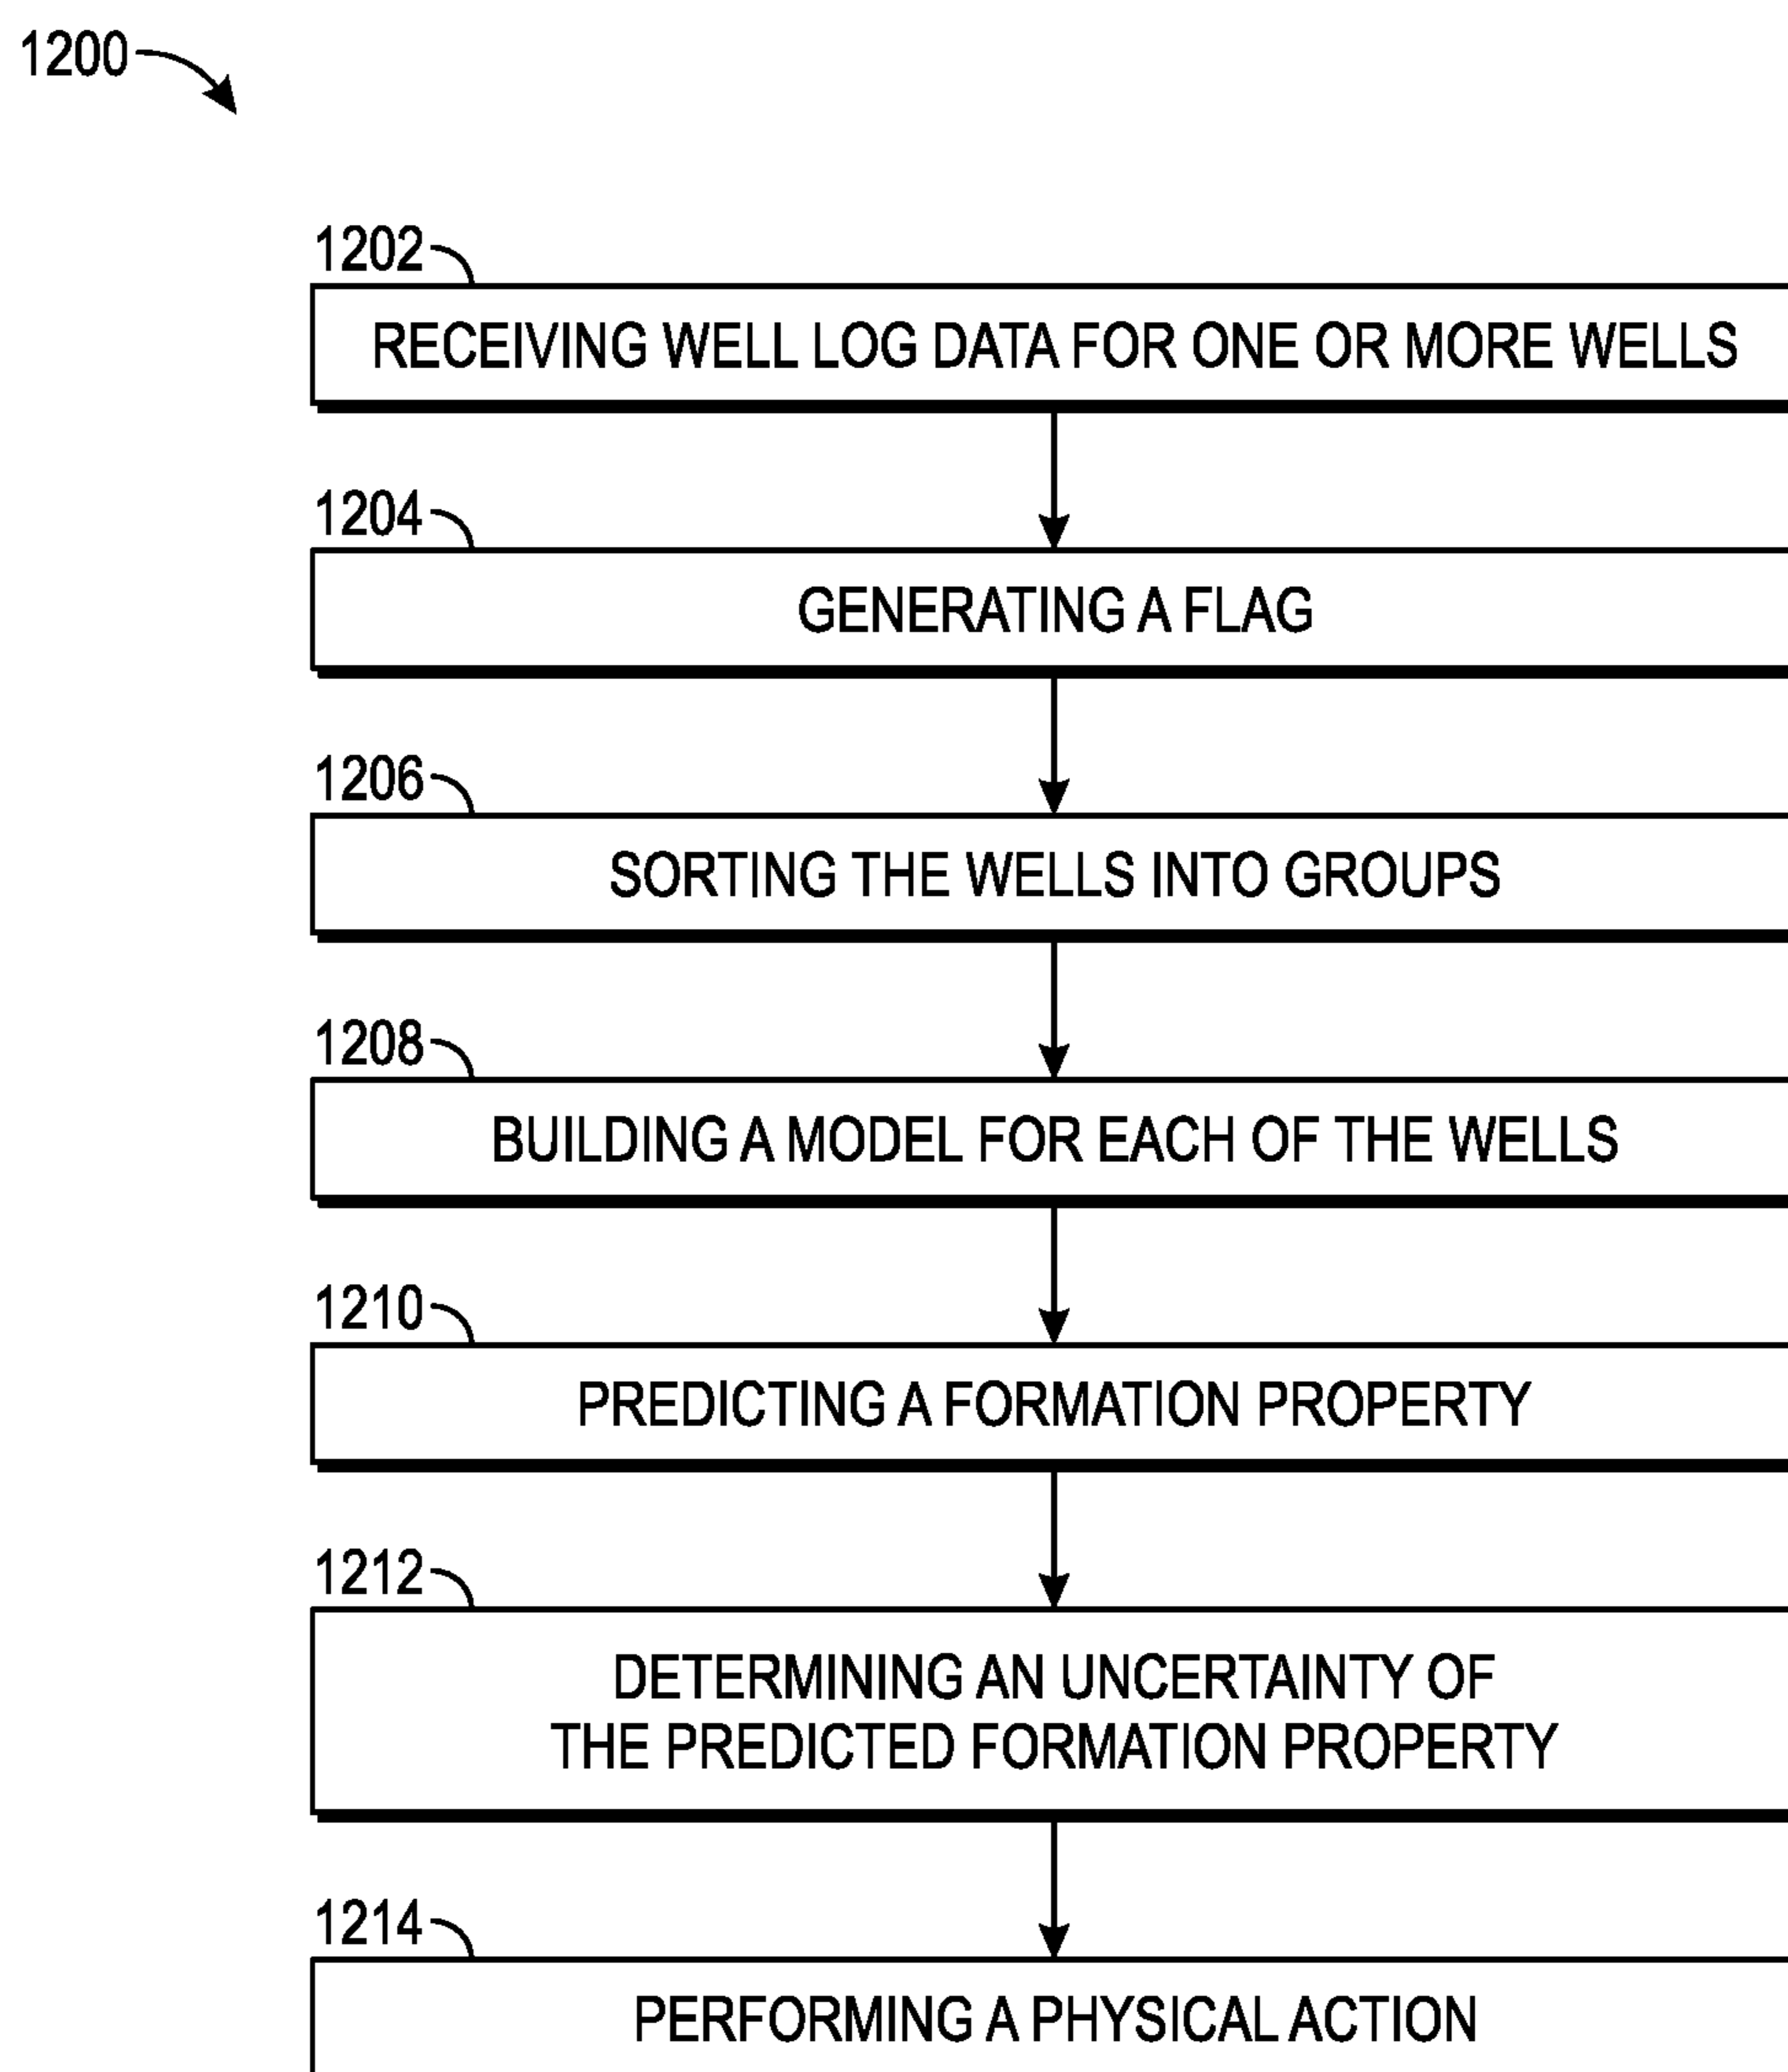 1200
1202
RECEIVING WELL LOG DATA FOR ONE OR MORE WELLS
1204
GENERATING A FLAG
1206
SORTING THE WELLS INTO GROUPS
1208
BUILDING A MODEL FOR EACH OF THE WELLS
1210
PREDICTING A FORMATION PROPERTY
1212
DETERMINING AN UNCERTAINTY OF
THE PREDICTED FORMATION PROPERTY
1214
PERFORMING A PHYSICAL ACTION